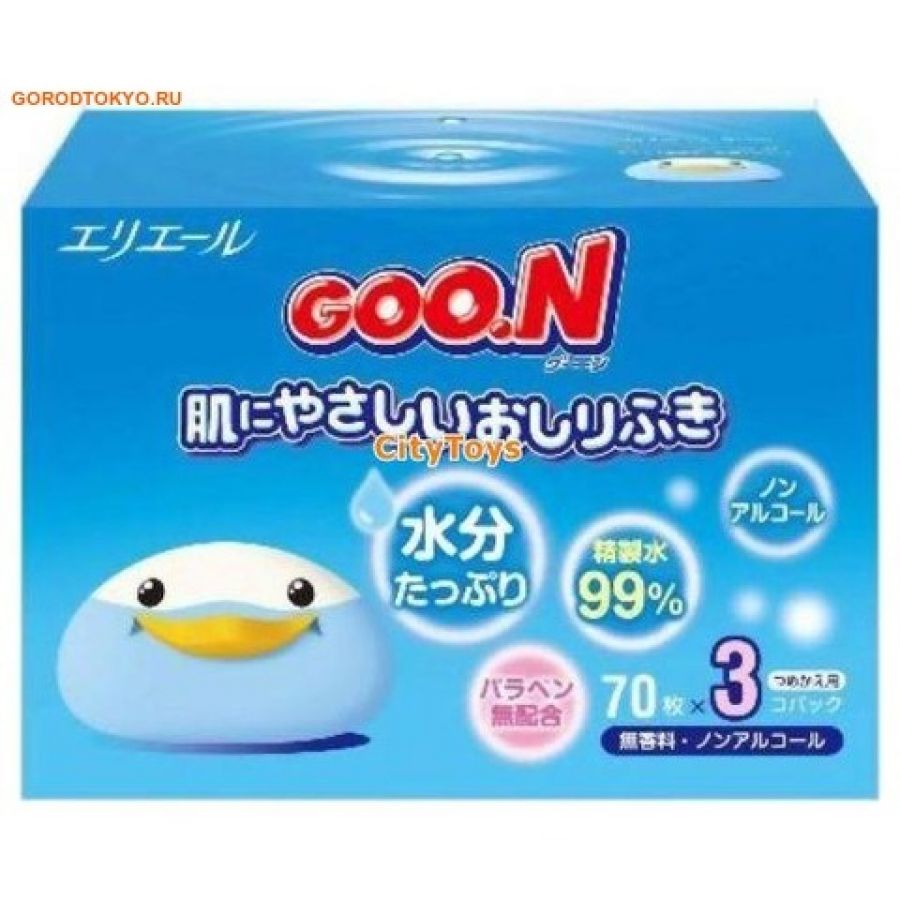 GORODTOKYO.RU
エリエール
GOO.N
グーン
肌にやさしいおしりふき
CityToys
水分
たっぷり
精製水
99%
ノン
アルコール
パラベン
無配合
70枚×3
つめかえ用
コパック
無香料・ノンアルコール